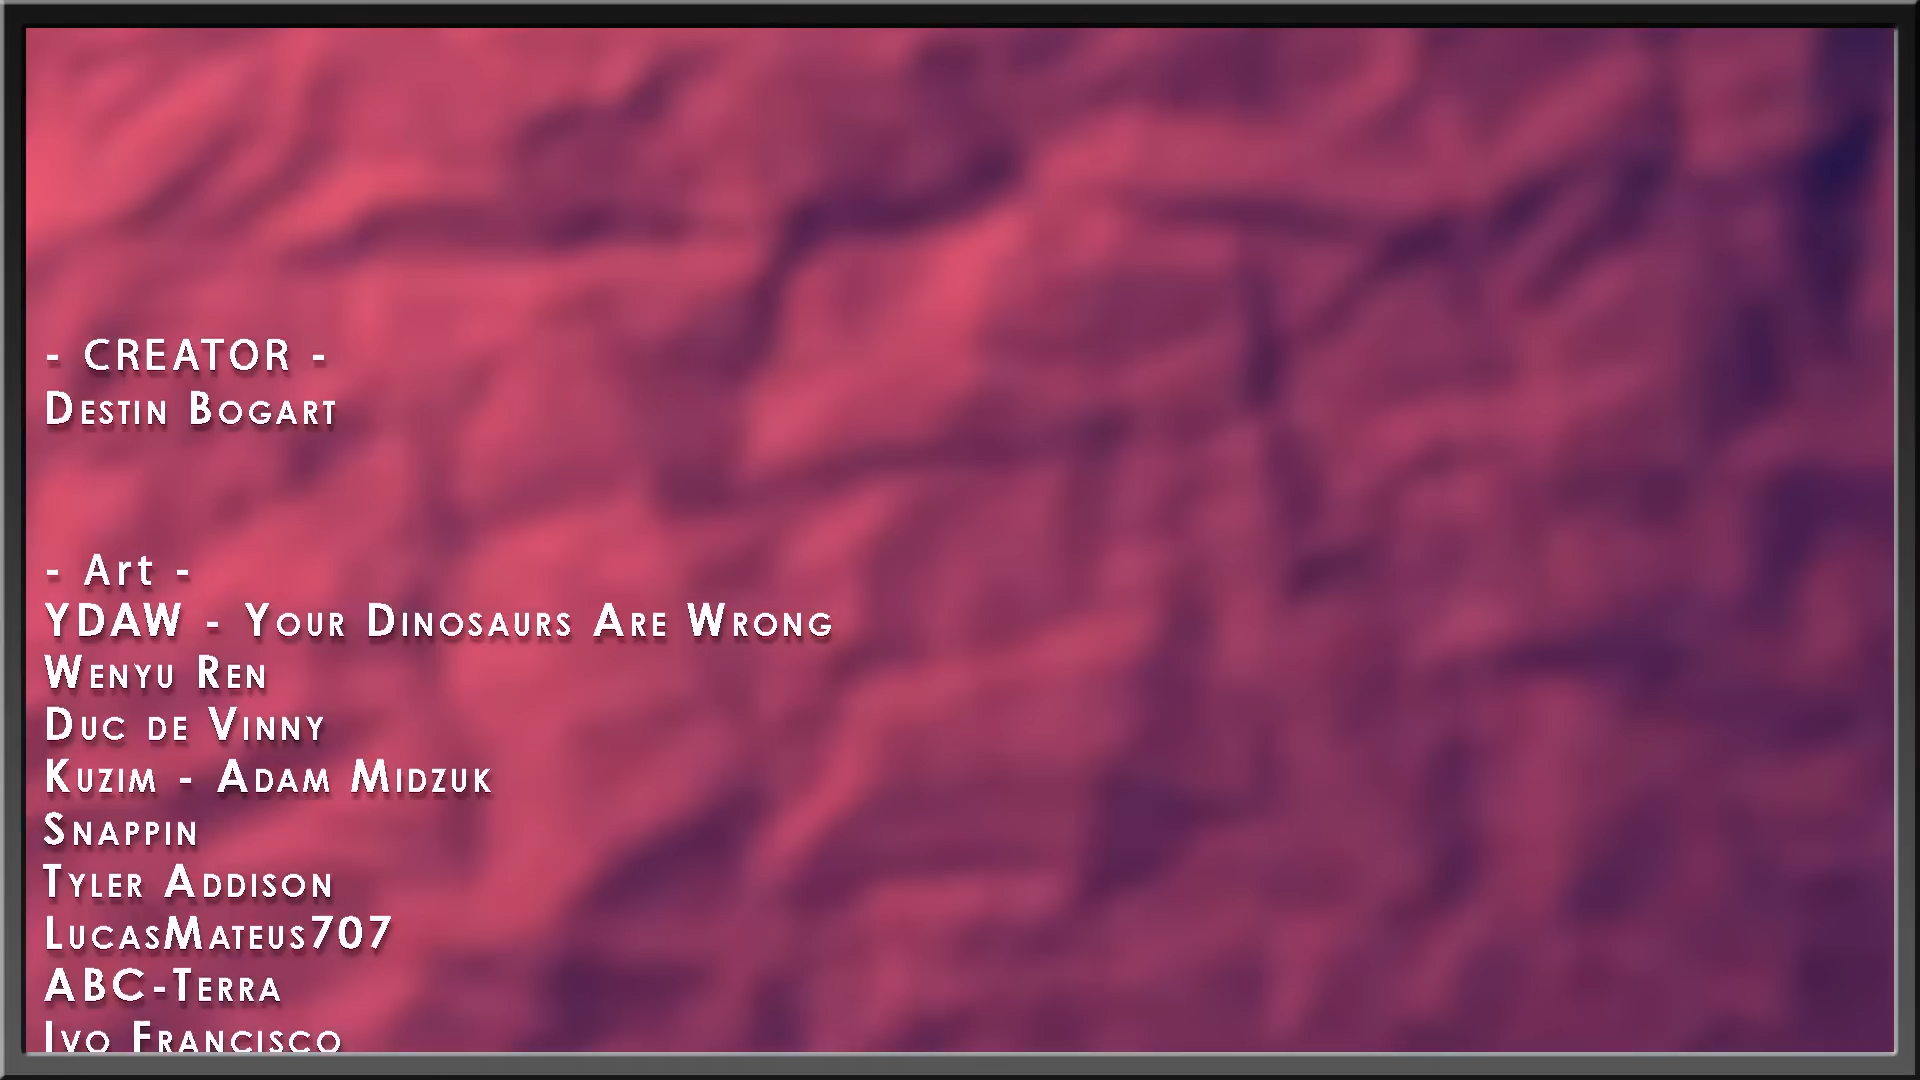 - CREATOR -
Destin Bogart
- Art -
YDAW - Your Dinosaurs Are Wrong
Wenyu Ren
Duc de Vinny
Kuzim - Adam Midzuk
Snappin
Tyler Addison
LucasMateus707
ABC-Terra
Ivo Francisco